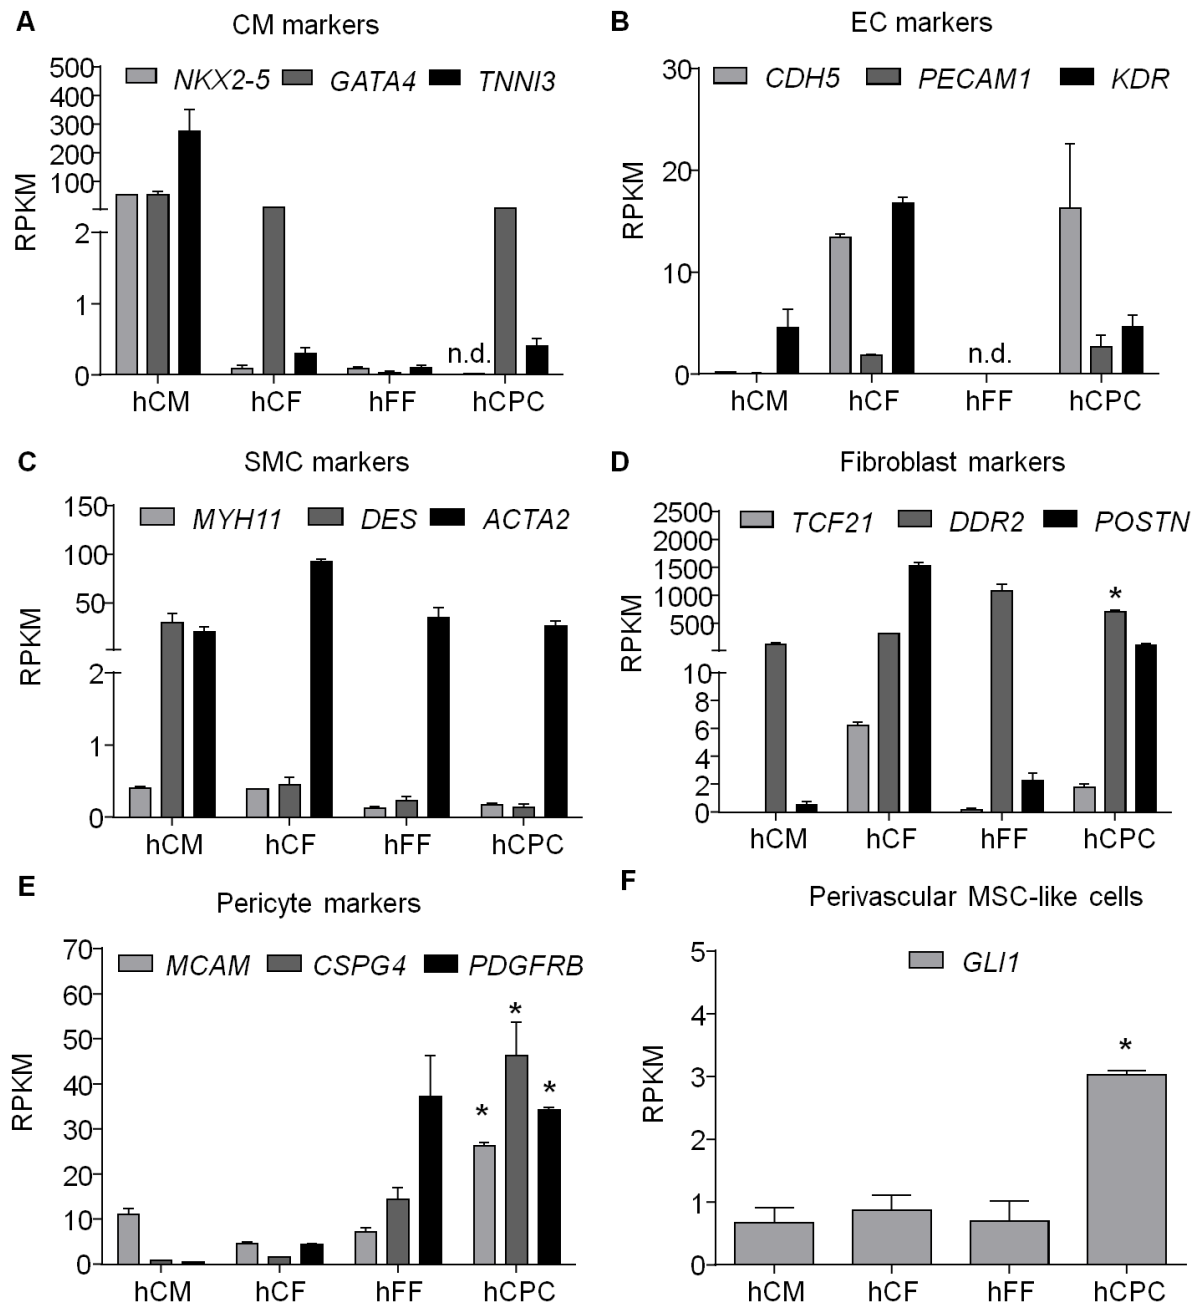 A
CM markers
NKX2-5 GATA4 TNNI3
500
400
300
200
100
2
1
0
RPKM
n.d.
hCM hCF hFF hCPC
B
EC markers
CDH5 PECAM1 KDR
30
20
10
0
RPKM
n.d.
hCM hCF hFF hCPC
C
SMC markers
MYH11 DES ACTA2
150
100
50
2
1
0
RPKM
hCM hCF hFF hCPC
D
Fibroblast markers
TCF21 DDR2 POSTN
2500
2000
1500
1000
500
10
8
6
4
2
0
RPKM
*
hCM hCF hFF hCPC
E
Pericyte markers
MCAM CSPG4 PDGFRB
70
60
50
40
30
20
10
0
RPKM
* * *
hCM hCF hFF hCPC
F
Perivascular MSC-like cells
GLI1
5
4
3
2
1
0
RPKM
*
hCM hCF hFF hCPC